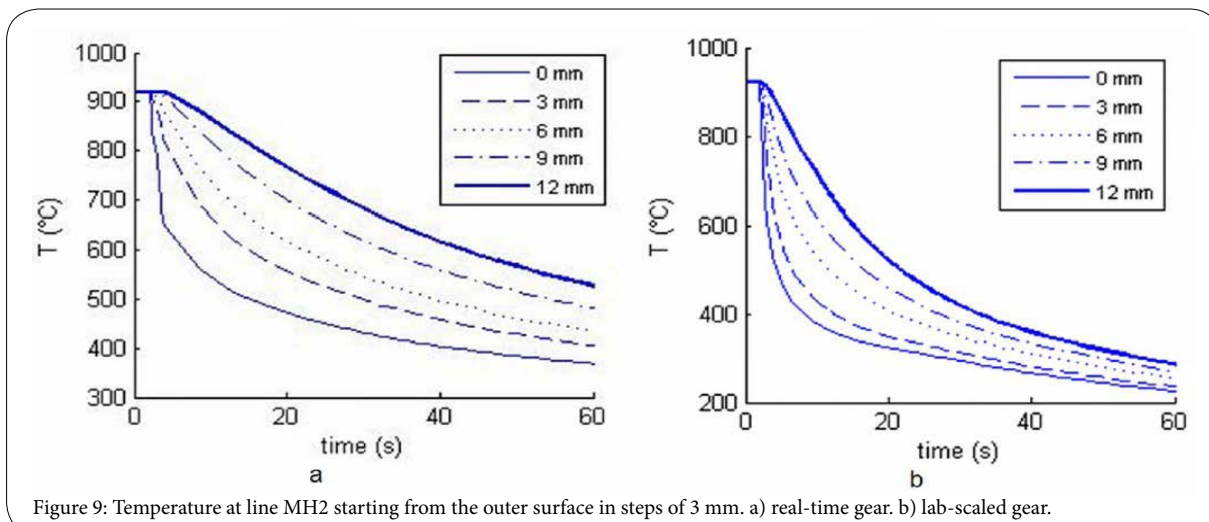 1000
900
800
700
600
500
400
300
T (°C)
0
20
40
60
time (s)
0 mm
3 mm
6 mm
9 mm
12 mm
a
1000
800
600
400
200
T (°C)
0
20
40
60
time (s)
0 mm
3 mm
6 mm
9 mm
12 mm
b
Figure 9: Temperature at line MH2 starting from the outer surface in steps of 3 mm. a) real-time gear. b) lab-scaled gear.